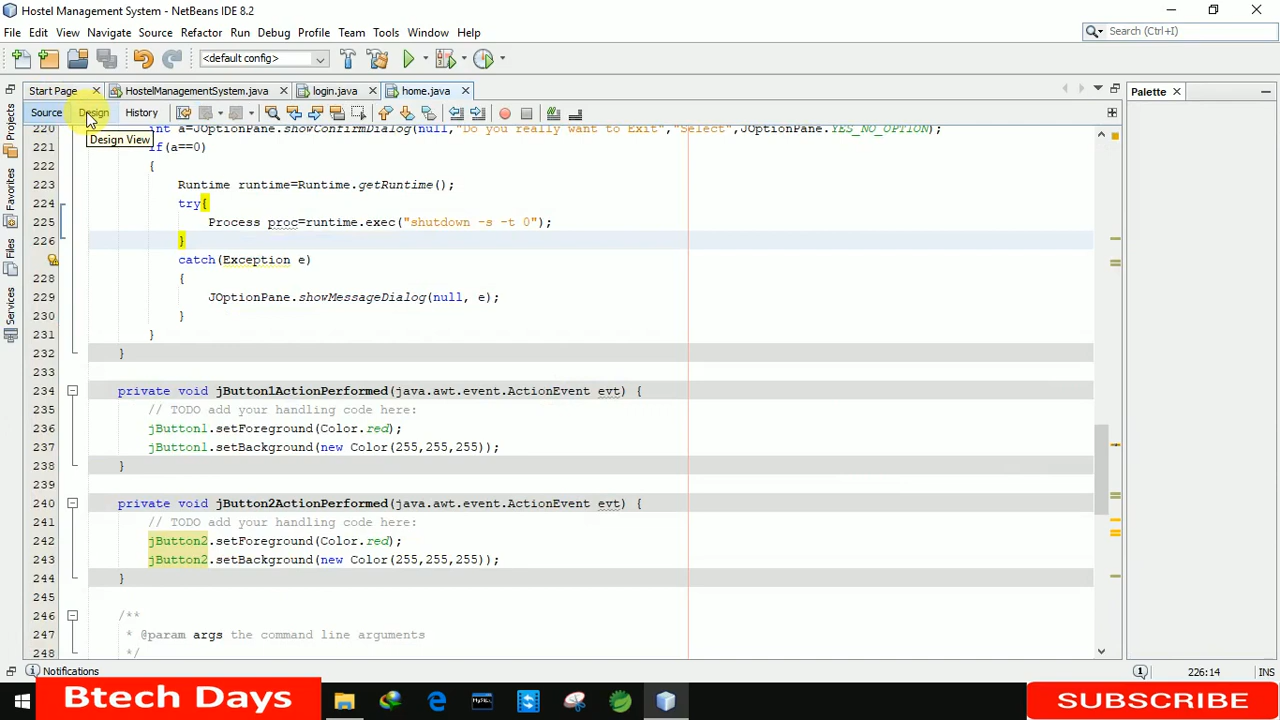 Hostel Management System - NetBeans IDE 8.2
File Edit View Navigate Source Refactor Run Debug Profile Team Tools Window Help
Search (Ctrl+I)
<default config>
Start Page HostelManagementSystem.java login.java home.java
Palette
Source Design History
Design View
220 int a=JOptionPane.showConfirmDialog(null,"Do you really want to Exit","Select",JOptionPane.YES_NO_OPTION);
221 if(a==0)
222 {
223 Runtime runtime=Runtime.getRuntime();
224 try{
225 Process proc=runtime.exec("shutdown -s -t 0");
226 }
catch(Exception e)
228 {
229 JOptionPane.showMessageDialog(null, e);
230 }
231 }
232 }
233
234 private void jButton1ActionPerformed(java.awt.event.ActionEvent evt) {
235 // TODO add your handling code here:
236 jButton1.setForeground(Color.red);
237 jButton1.setBackground(new Color(255,255,255));
238 }
239
240 private void jButton2ActionPerformed(java.awt.event.ActionEvent evt) {
241 // TODO add your handling code here:
242 jButton2.setForeground(Color.red);
243 jButton2.setBackground(new Color(255,255,255));
244 }
245
246 /**
247 * @param args the command line arguments
248 */
Projects
Favorites
Files
Services
Notifications
1
226:14 INS
Btech Days
SUBSCRIBE